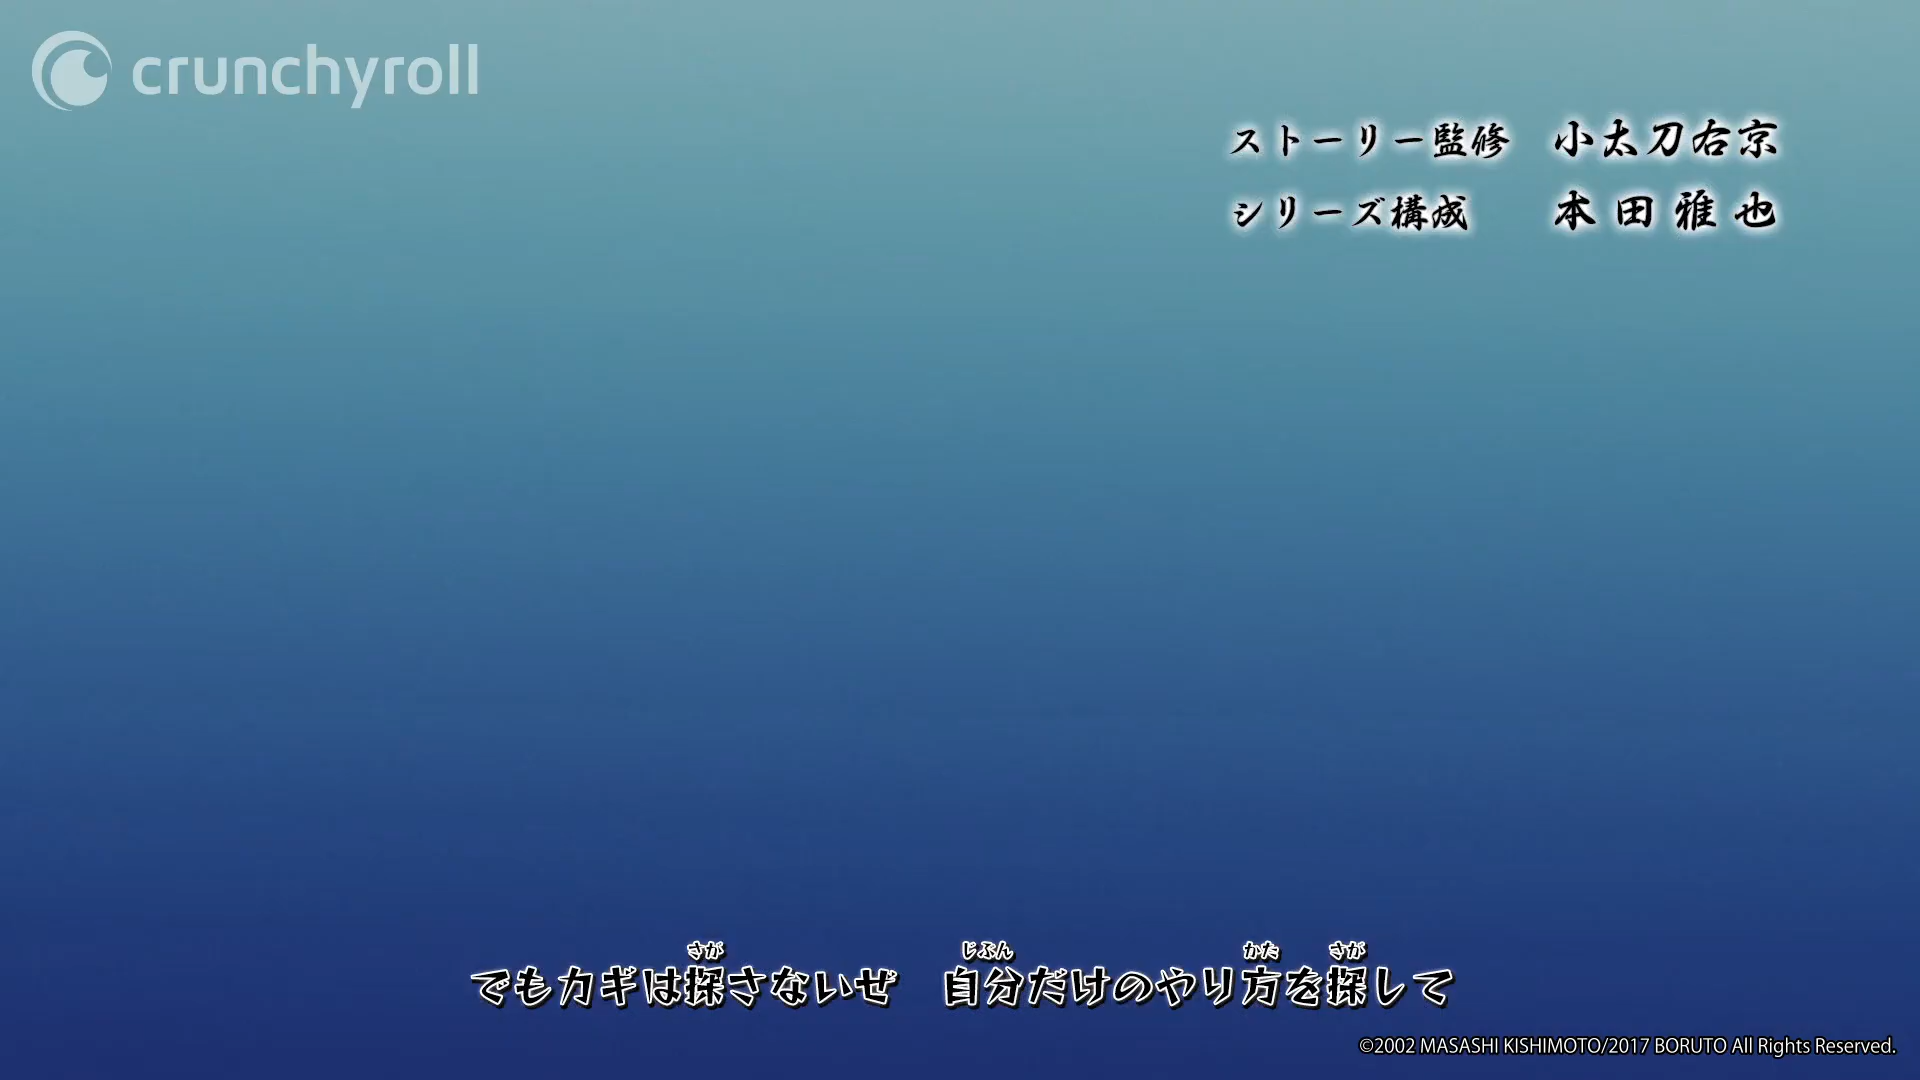 crunchyroll
ストーリー監修 小太刀右京
シリーズ構成 本田雅也
さが じぶん かた さが
でもカギは探さないぜ 自分だけのやり方を探して
©2002 MASASHI KISHIMOTO/2017 BORUTO All Rights Reserved.